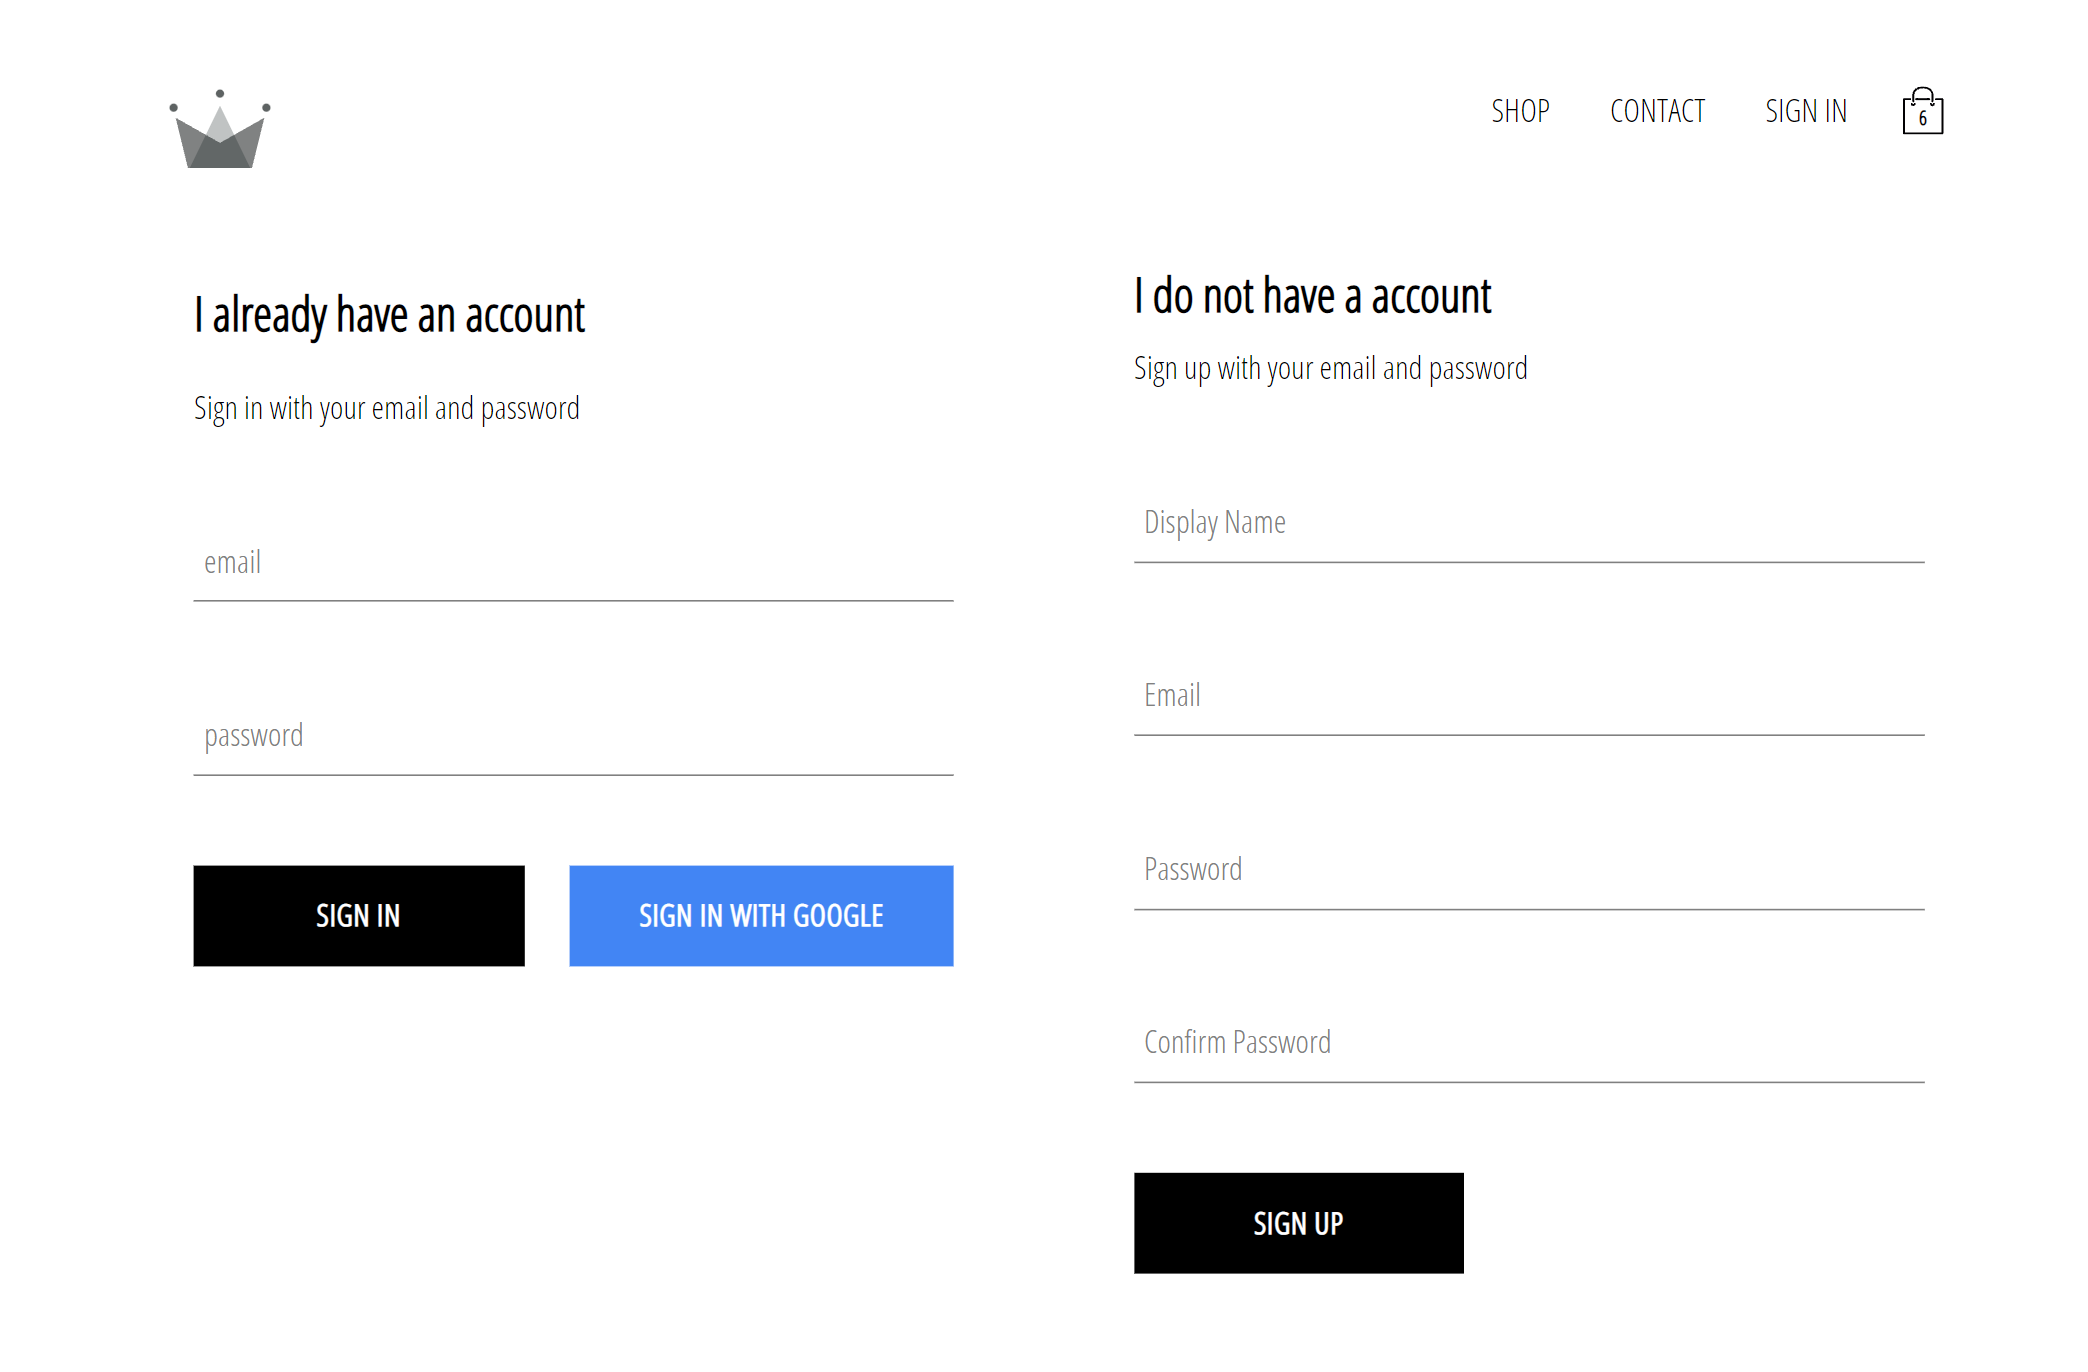 SHOP
CONTACT
SIGN IN
6
I already have an account
Sign in with your email and password
email
password
SIGN IN
SIGN IN WITH GOOGLE
I do not have a account
Sign up with your email and password
Display Name
Email
Password
Confirm Password
SIGN UP